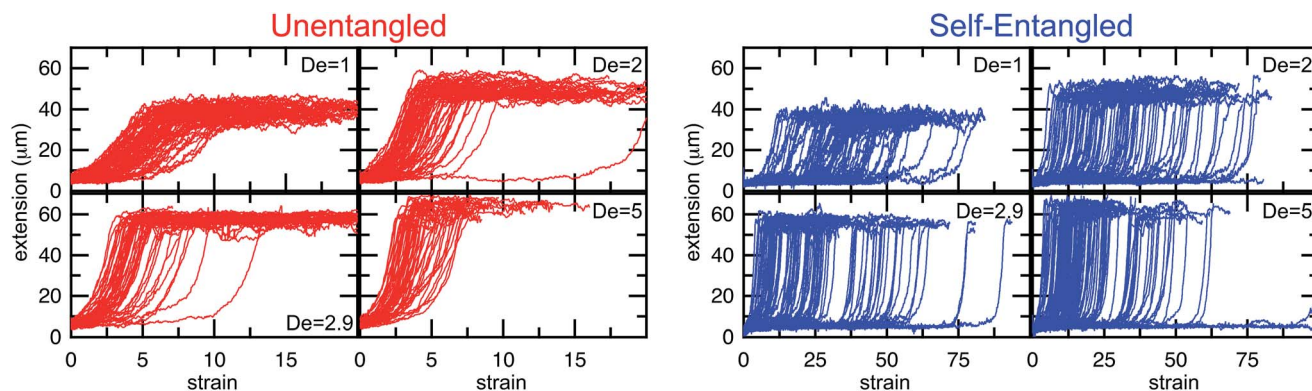 Unentangled
Self-Entangled
60
40
20
0
extension (μm)
De=1
De=2
60
40
20
0
De=2.9
De=5
0 5 10 15 0 5 10 15
strain strain
60
40
20
0
extension (μm)
De=1
De=2
60
40
20
0
De=2.9
De=5
0 25 50 75 0 25 50 75
strain strain